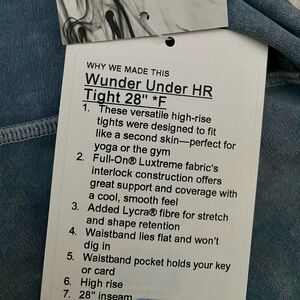 WHY WE MADE THIS
Wunder Under HR
Tight 28" *F
1. These versatile high-rise
tights were designed to fit
like a second skin—perfect for
yoga or the gym
2. Full-On® Luxtreme fabric's
interlock construction offers
great support and coverage with
a cool, smooth feel
3. Added Lycra® fibre for stretch
and shape retention
4. Waistband lies flat and won't
dig in
5. Waistband pocket holds your key
or card
6. High rise
7. 28" inseam